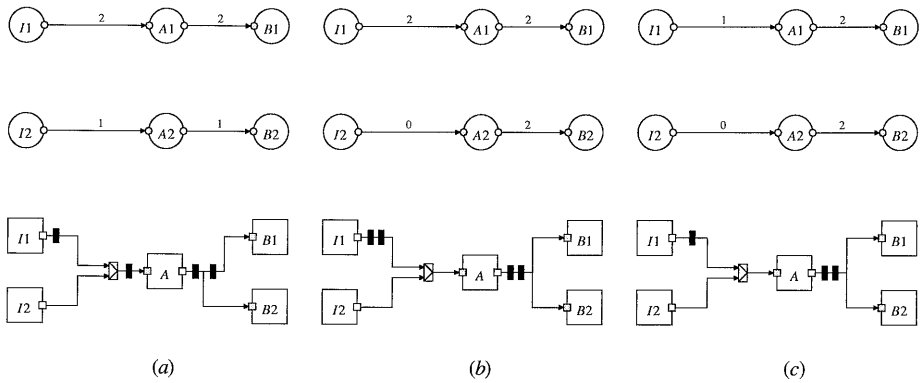 I1 2 A1 2 B1 I1 2 A1 2 B1 I1 1 A1 2 B1
I2 1 A2 1 B2 I2 0 A2 2 B2 I2 0 A2 2 B2
I1 B1 I1 B1 I1 B1
A A A
I2 B2 I2 B2 I2 B2
(a) (b) (c)